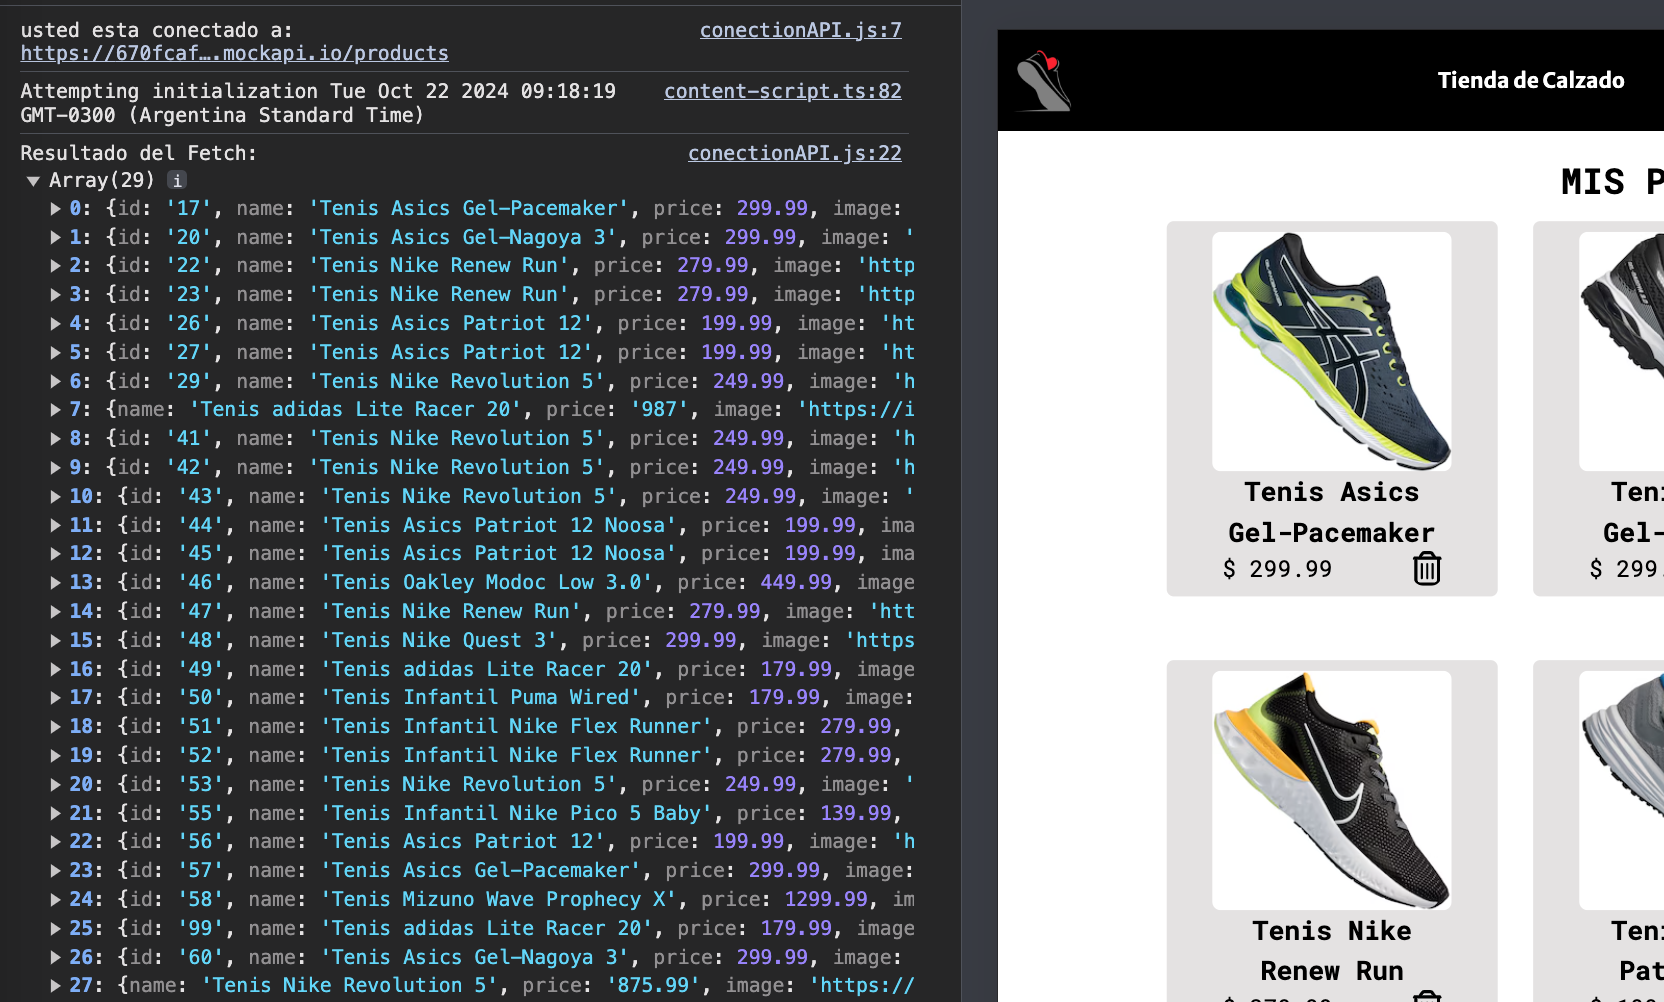 usted esta conectado a: conectionAPI.js:7
https://670fcaf….mockapi.io/products
Attempting initialization Tue Oct 22 2024 09:18:19 content-script.ts:82
GMT-0300 (Argentina Standard Time)
Resultado del Fetch: conectionAPI.js:22
▼ Array(29) i
▶ 0: {id: '17', name: 'Tenis Asics Gel-Pacemaker', price: 299.99, image:
▶ 1: {id: '20', name: 'Tenis Asics Gel-Nagoya 3', price: 299.99, image: '
▶ 2: {id: '22', name: 'Tenis Nike Renew Run', price: 279.99, image: 'http
▶ 3: {id: '23', name: 'Tenis Nike Renew Run', price: 279.99, image: 'http
▶ 4: {id: '26', name: 'Tenis Asics Patriot 12', price: 199.99, image: 'ht
▶ 5: {id: '27', name: 'Tenis Asics Patriot 12', price: 199.99, image: 'ht
▶ 6: {id: '29', name: 'Tenis Nike Revolution 5', price: 249.99, image: 'h
▶ 7: {name: 'Tenis adidas Lite Racer 20', price: '987', image: 'https://i
▶ 8: {id: '41', name: 'Tenis Nike Revolution 5', price: 249.99, image: 'h
▶ 9: {id: '42', name: 'Tenis Nike Revolution 5', price: 249.99, image: 'h
▶ 10: {id: '43', name: 'Tenis Nike Revolution 5', price: 249.99, image: '
▶ 11: {id: '44', name: 'Tenis Asics Patriot 12 Noosa', price: 199.99, ima
▶ 12: {id: '45', name: 'Tenis Asics Patriot 12 Noosa', price: 199.99, ima
▶ 13: {id: '46', name: 'Tenis Oakley Modoc Low 3.0', price: 449.99, image
▶ 14: {id: '47', name: 'Tenis Nike Renew Run', price: 279.99, image: 'htt
▶ 15: {id: '48', name: 'Tenis Nike Quest 3', price: 299.99, image: 'https
▶ 16: {id: '49', name: 'Tenis adidas Lite Racer 20', price: 179.99, image
▶ 17: {id: '50', name: 'Tenis Infantil Puma Wired', price: 179.99, image:
▶ 18: {id: '51', name: 'Tenis Infantil Nike Flex Runner', price: 279.99,
▶ 19: {id: '52', name: 'Tenis Infantil Nike Flex Runner', price: 279.99,
▶ 20: {id: '53', name: 'Tenis Nike Revolution 5', price: 249.99, image: '
▶ 21: {id: '55', name: 'Tenis Infantil Nike Pico 5 Baby', price: 139.99,
▶ 22: {id: '56', name: 'Tenis Asics Patriot 12', price: 199.99, image: 'h
▶ 23: {id: '57', name: 'Tenis Asics Gel-Pacemaker', price: 299.99, image:
▶ 24: {id: '58', name: 'Tenis Mizuno Wave Prophecy X', price: 1299.99, im
▶ 25: {id: '99', name: 'Tenis adidas Lite Racer 20', price: 179.99, image
▶ 26: {id: '60', name: 'Tenis Asics Gel-Nagoya 3', price: 299.99, image:
▶ 27: {name: 'Tenis Nike Revolution 5', price: '875.99', image: 'https://
Tienda de Calzado
MIS P
Tenis Asics
Gel-Pacemaker
$ 299.99
Teni
Gel-
$ 299.
Tenis Nike
Renew Run
Teni
Pat